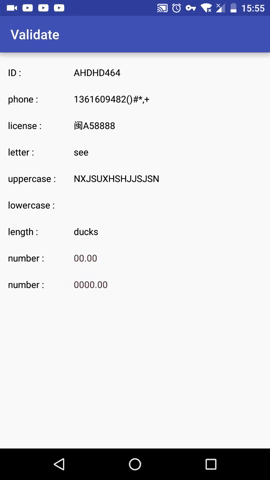 15:55
Validate
ID : AHDHD464
phone : 1361609482()#*,+
license : 闽A58888
letter : see
uppercase : NXJSUXHSHJJSJSN
lowercase :
length : ducks
number : 00.00
number : 0000.00